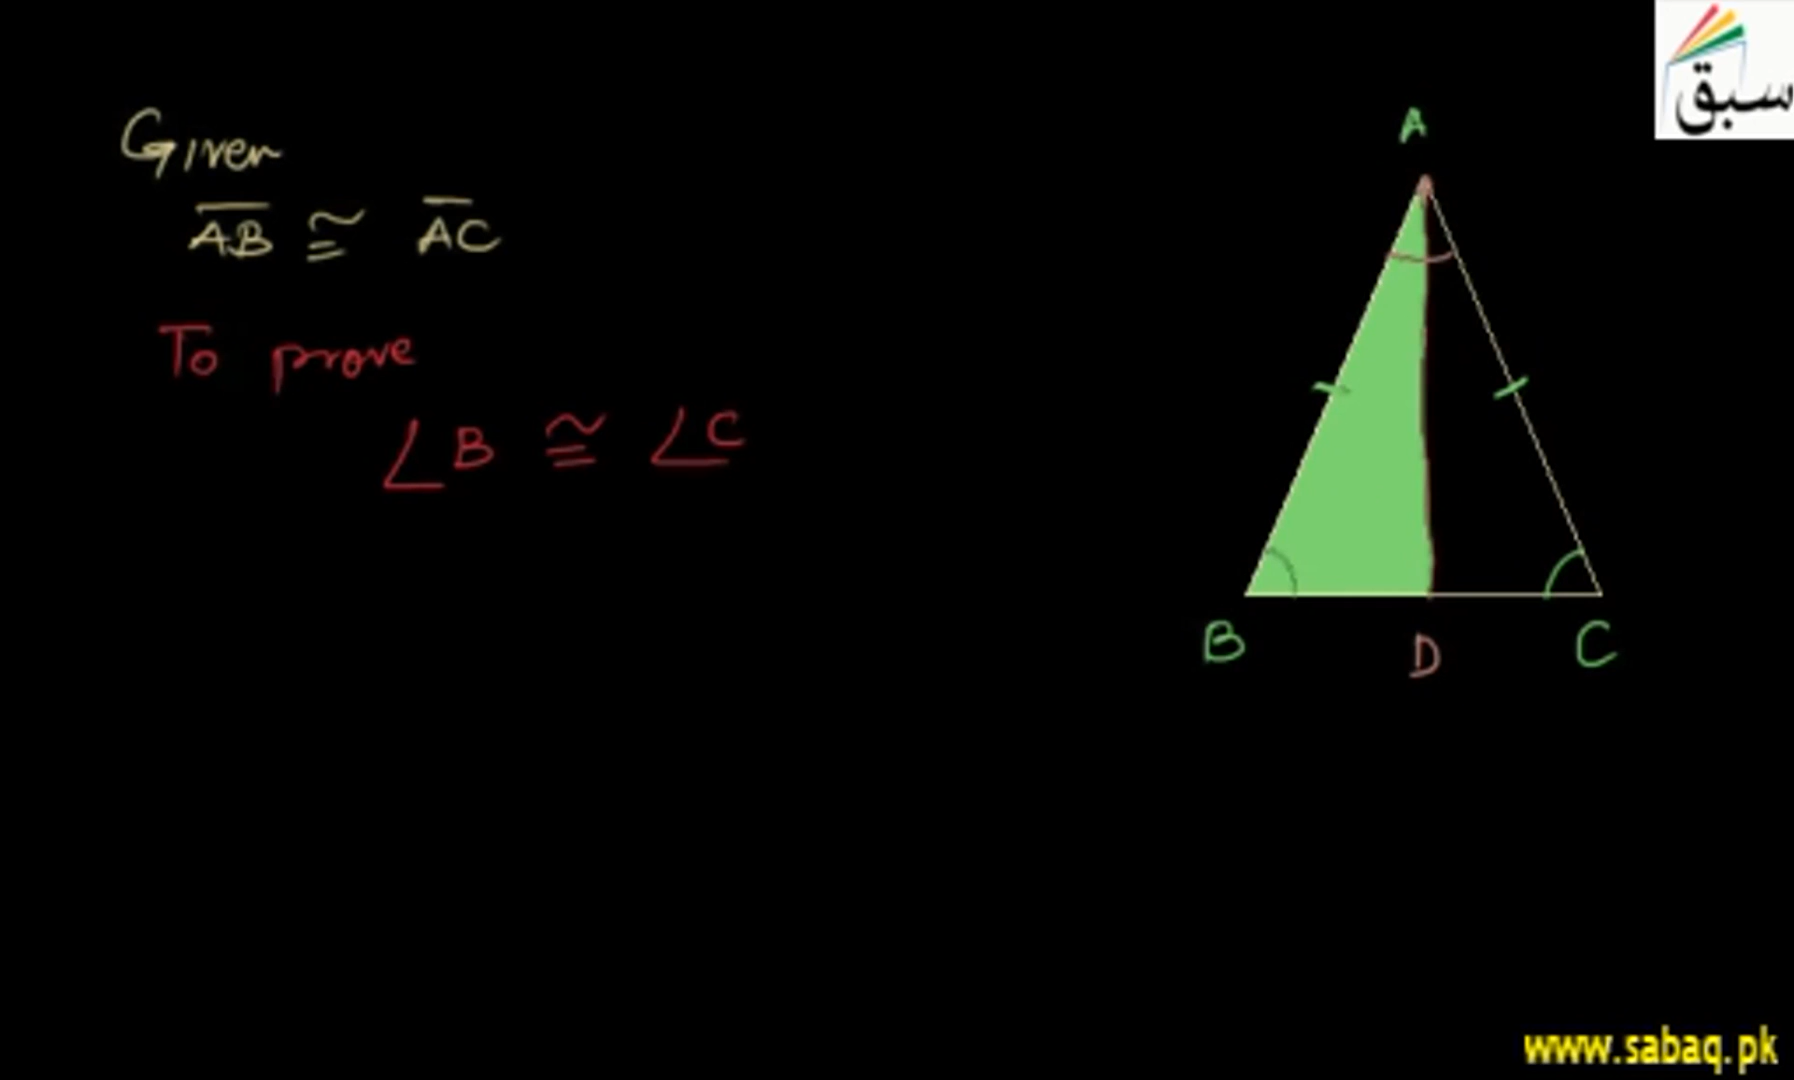 سبق
Given
AB ≅ AC
To prove
∠B ≅ ∠C
A
B D C
www.sabaq.pk